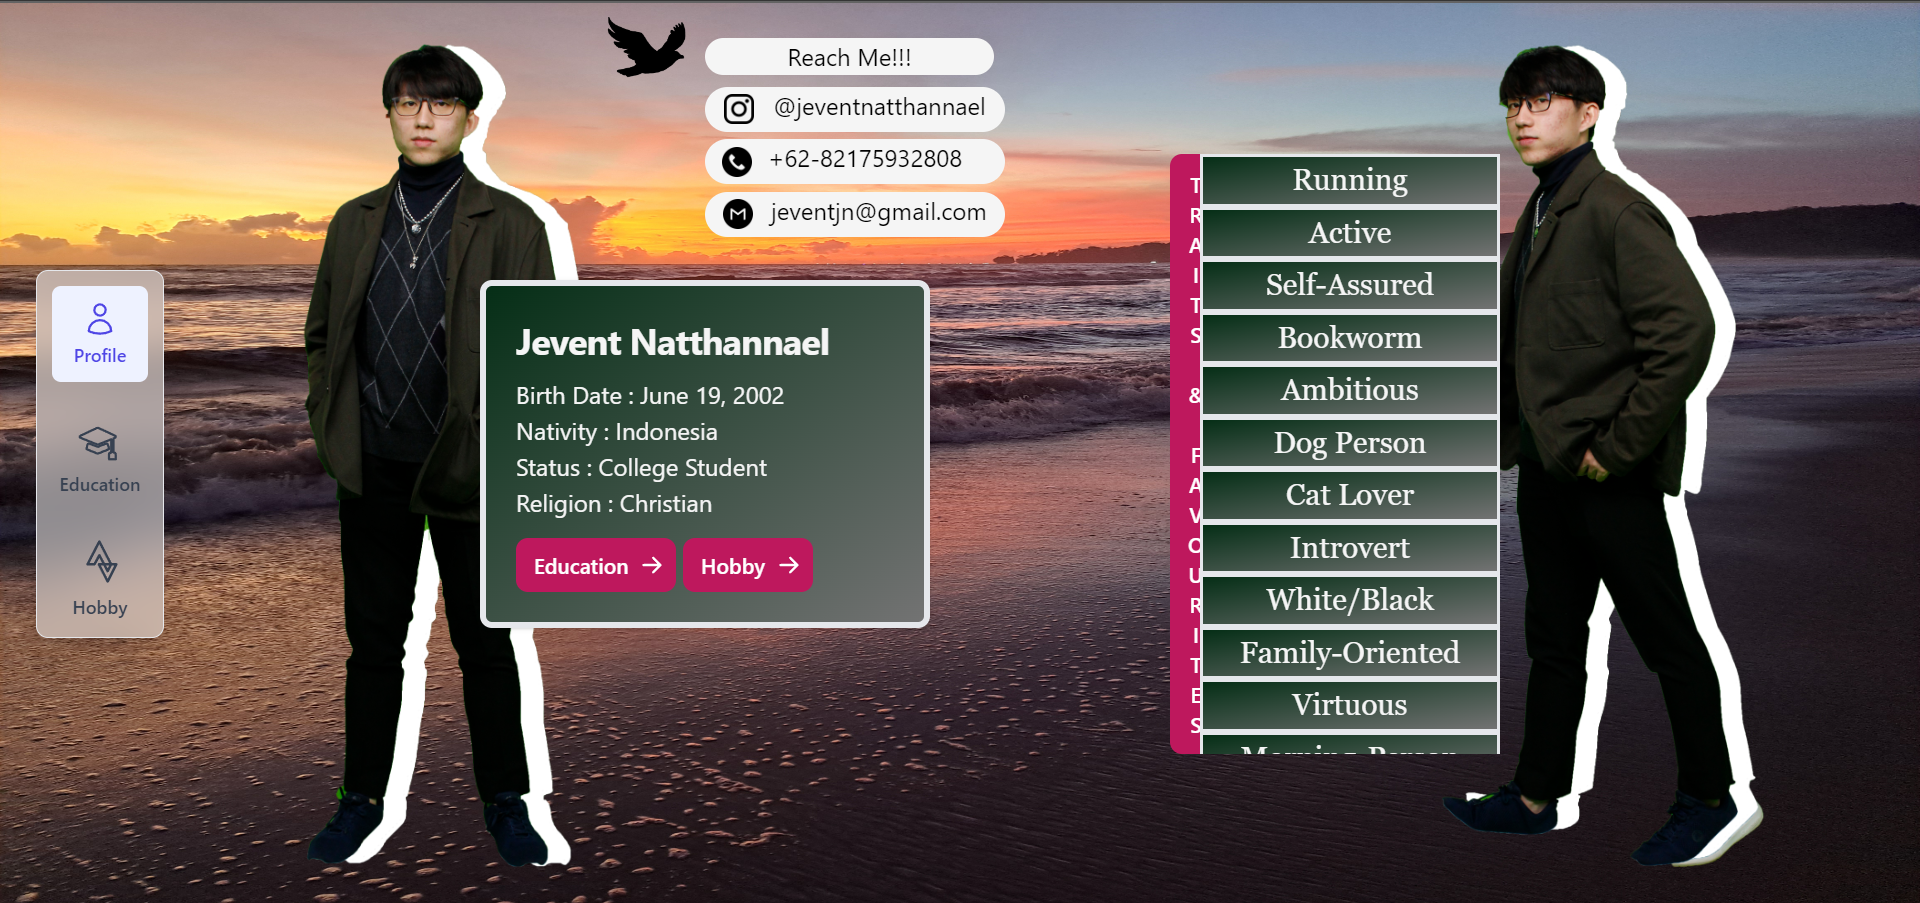 Reach Me!!!
@jeventnatthannael
+62-82175932808
jeventjn@gmail.com
Profile
Education
Hobby
Jevent Natthannael
Birth Date : June 19, 2002
Nativity : Indonesia
Status : College Student
Religion : Christian
Education
Hobby
TRAITS & FAVOURITES
Running
Active
Self-Assured
Bookworm
Ambitious
Dog Person
Cat Lover
Introvert
White/Black
Family-Oriented
Virtuous
Morning-Person